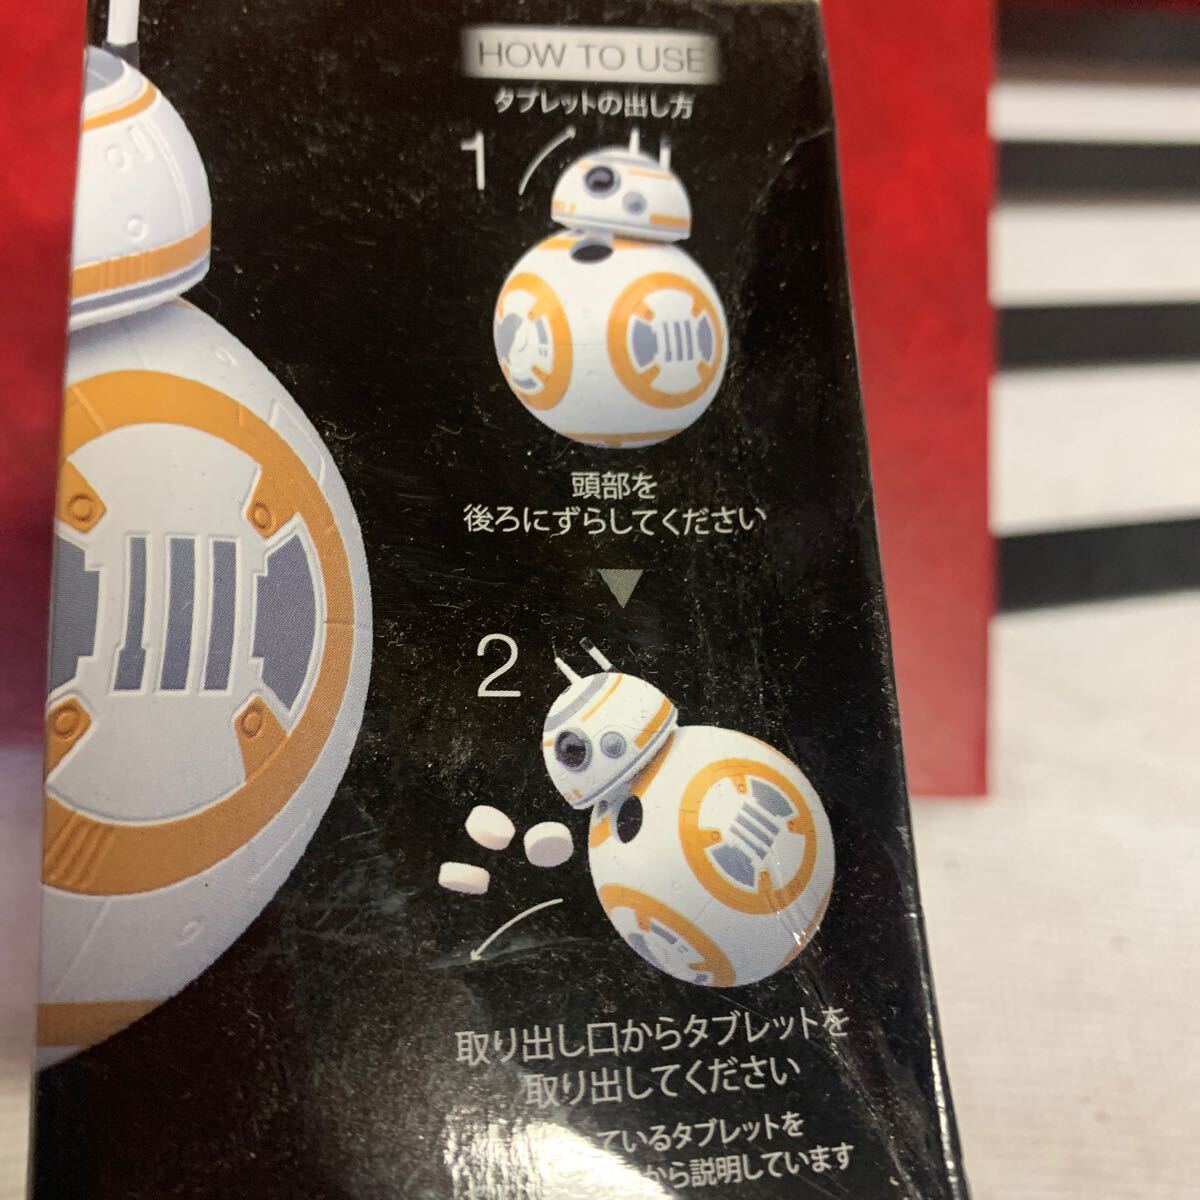 HOW TO USE
タブレットの出し方
1
頭部を
後ろにずらしてください
2
取り出し口からタブレットを
取り出してください
ているタブレットを
から説明しています